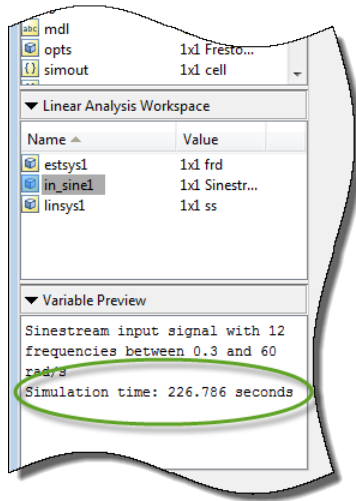 mdl
opts 1x1 Fresto...
simout 1x1 cell
Linear Analysis Workspace
Name Value
estsys1 1x1 frd
in_sine1 1x1 Sinestr...
linsys1 1x1 ss
Variable Preview
Sinestream input signal with 12
frequencies between 0.3 and 60
rad/s
Simulation time: 226.786 seconds